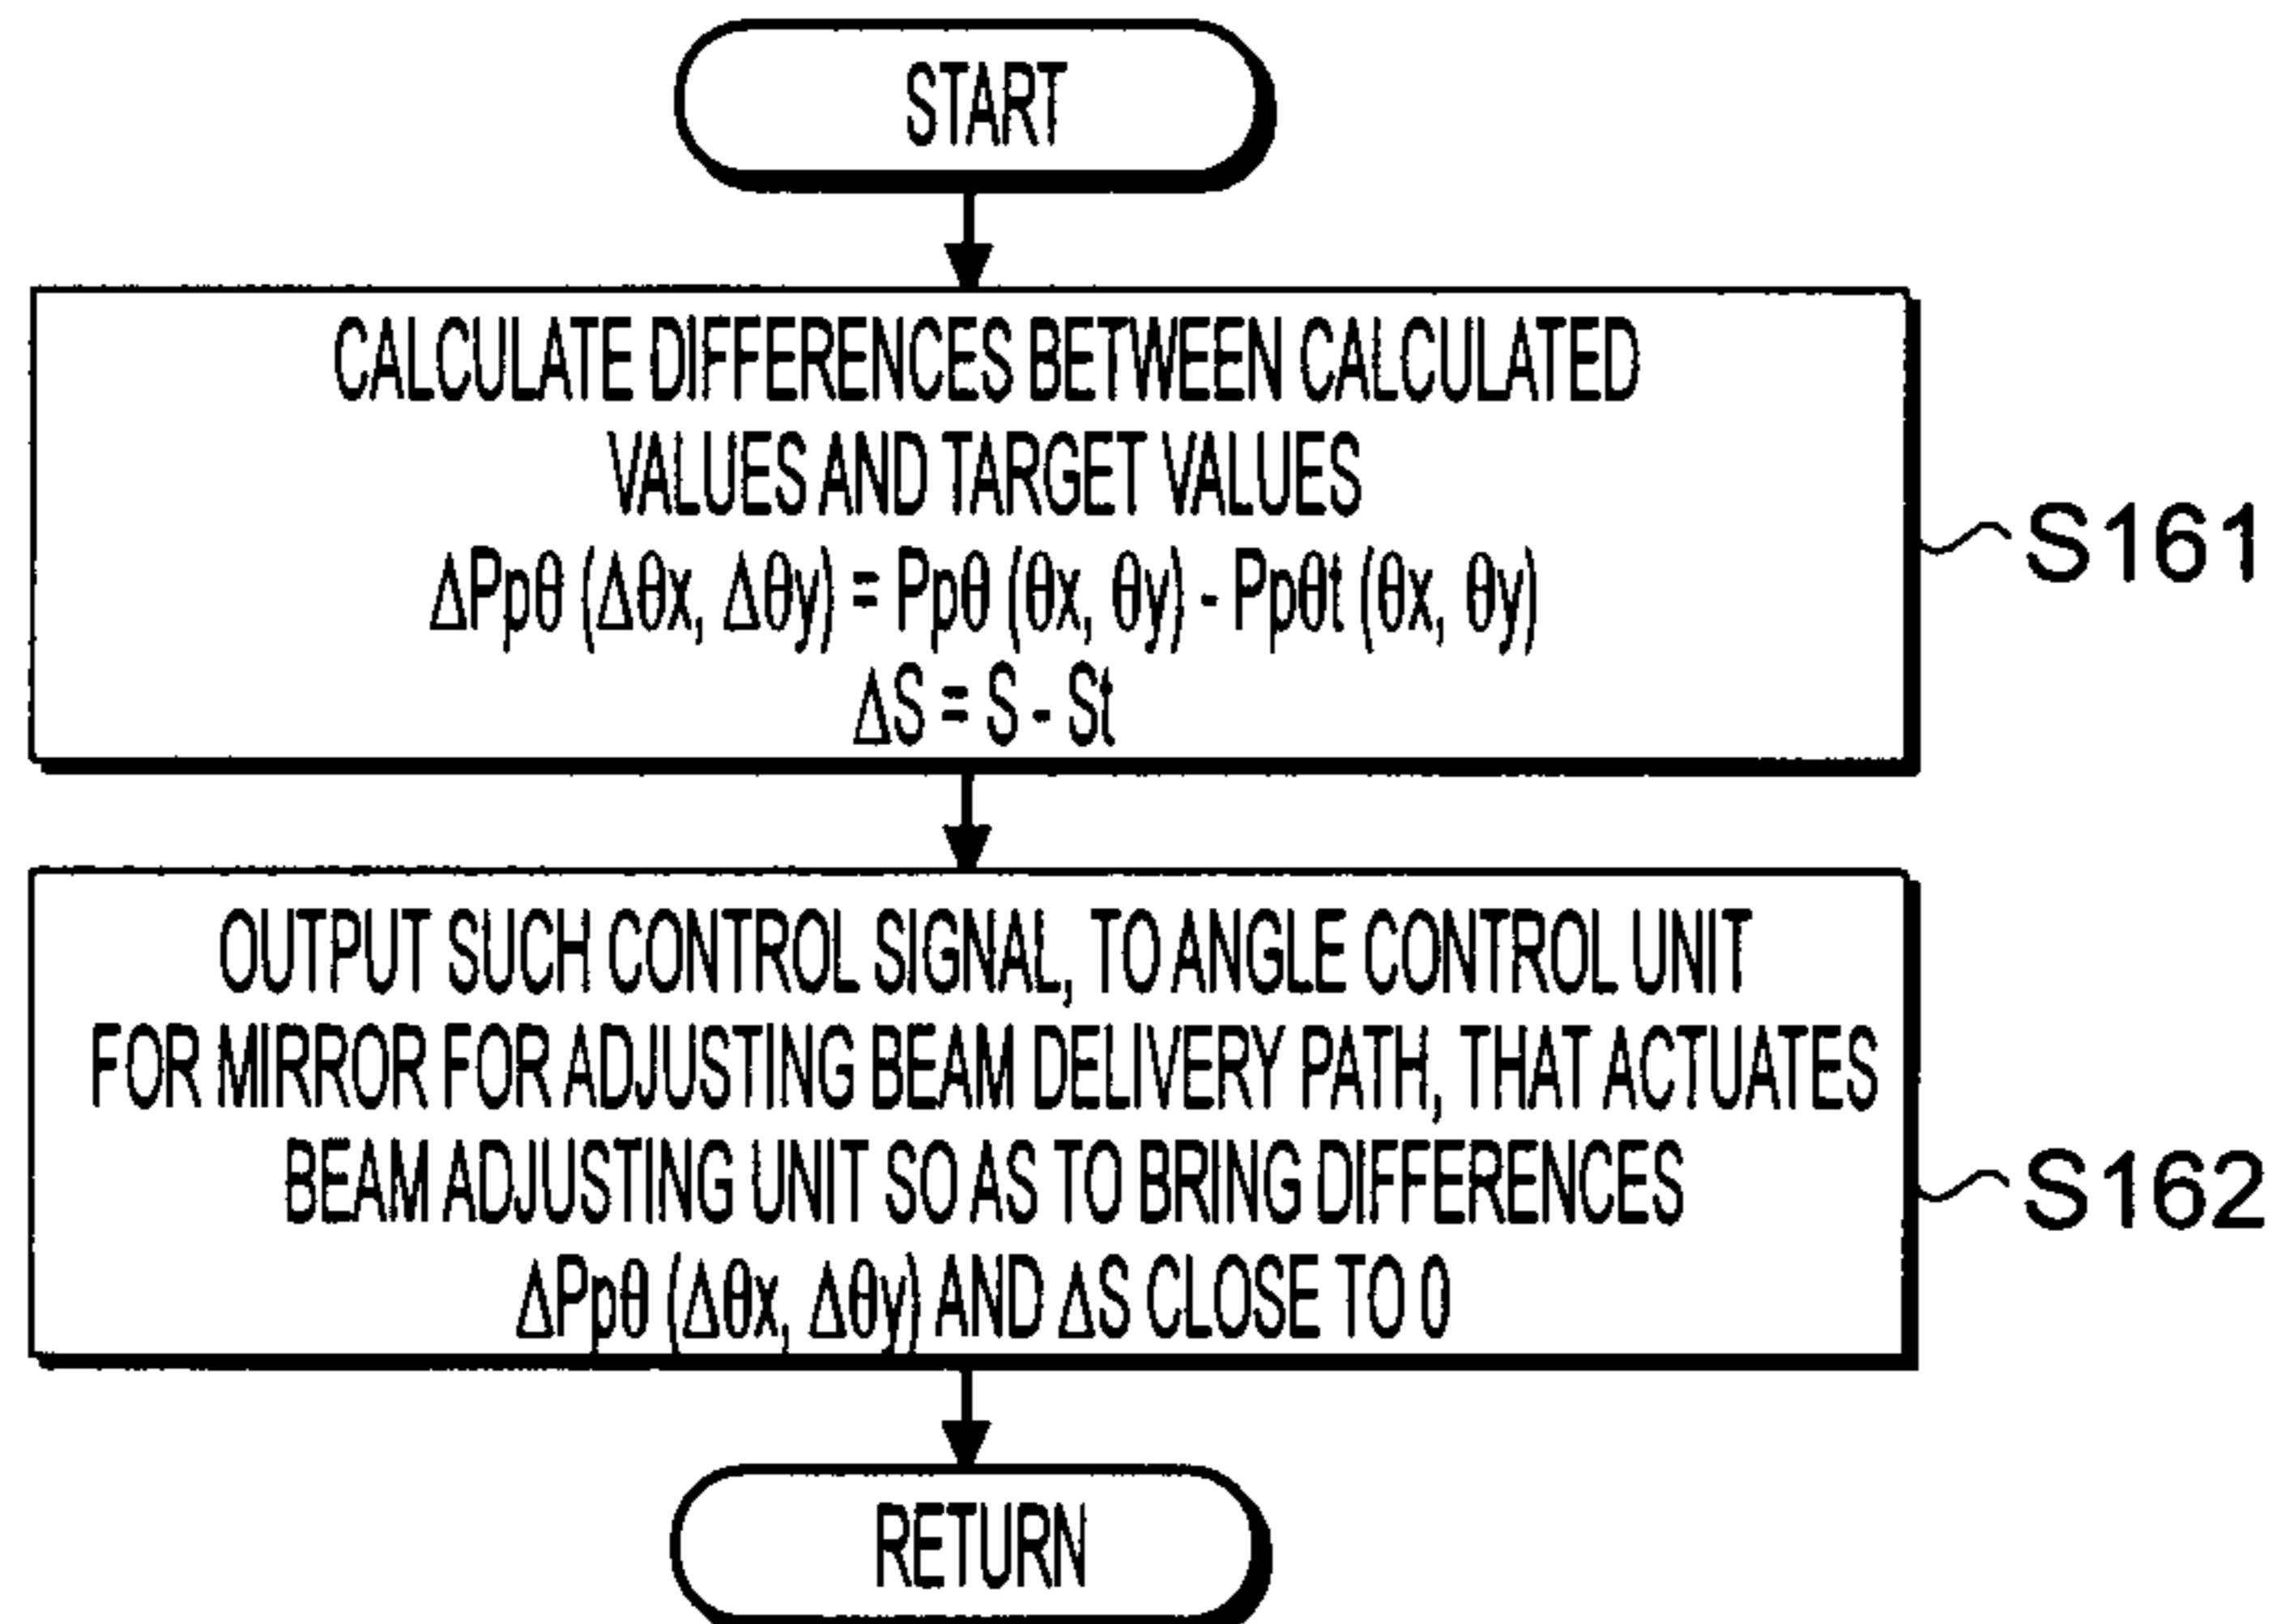 START
CALCULATE DIFFERENCES BETWEEN CALCULATED
VALUES AND TARGET VALUES
ΔPpθ (Δθx, Δθy) = Ppθ (θx, θy) - Ppθt (θx, θy)
ΔS = S - St
S161
OUTPUT SUCH CONTROL SIGNAL, TO ANGLE CONTROL UNIT
FOR MIRROR FOR ADJUSTING BEAM DELIVERY PATH, THAT ACTUATES
BEAM ADJUSTING UNIT SO AS TO BRING DIFFERENCES
ΔPpθ (Δθx, Δθy) AND ΔS CLOSE TO 0
S162
RETURN